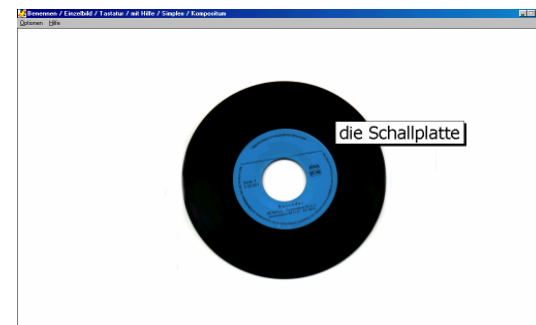 Benennen / Einzelbild / Tastatur / mit Hilfe / Simplex / Kompositum
Optionen Hilfe
die Schallplatte